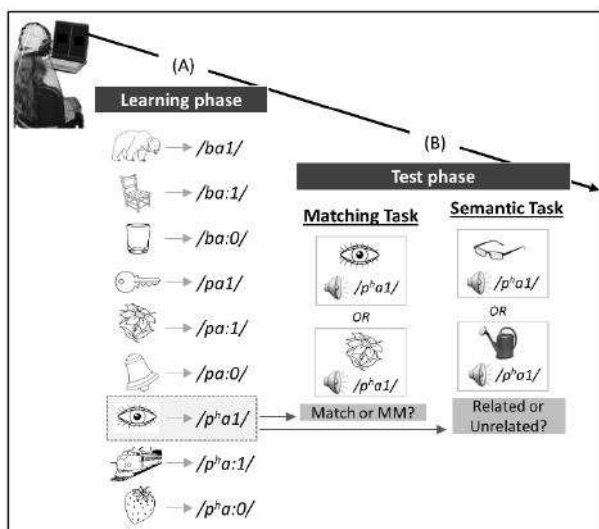 (A)
Learning phase
/ba1/
/ba:1/
/ba:0/
/pa1/
/pa:1/
/pa:0/
/pʰa1/
/pʰa:1/
/pʰa:0/
(B)
Test phase
Matching Task
/pʰa1/
OR
/pʰa1/
Match or MM?
Semantic Task
/pʰa1/
OR
/pʰa1/
Related or
Unrelated?